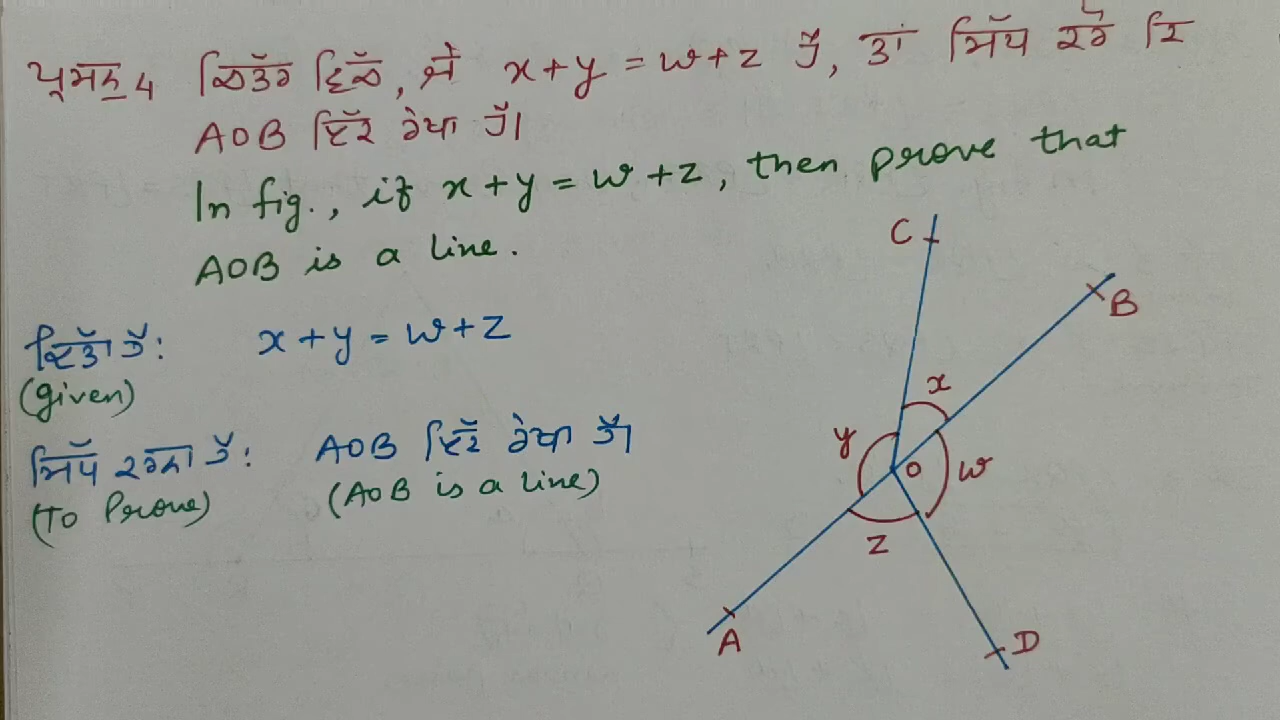 ਪ੍ਰਸ਼ਨ 4 ਚਿੱਤਰ ਵਿੱਚ, ਜੇ x + y = w + z ਹੈ, ਤਾਂ ਸਿੱਧ ਕਰੋ ਕਿ
AOB ਇੱਕ ਰੇਖਾ ਹੈ।
In fig., if x + y = w + z, then prove that
AOB is a line.
ਦਿੱਤਾ ਹੈ: x + y = w + z
(given)
ਸਿੱਧ ਕਰਨਾ ਹੈ: AOB ਇੱਕ ਰੇਖਾ ਹੈ।
(To Prove) (AOB is a line)
C
B
x
y
O
w
z
A
D